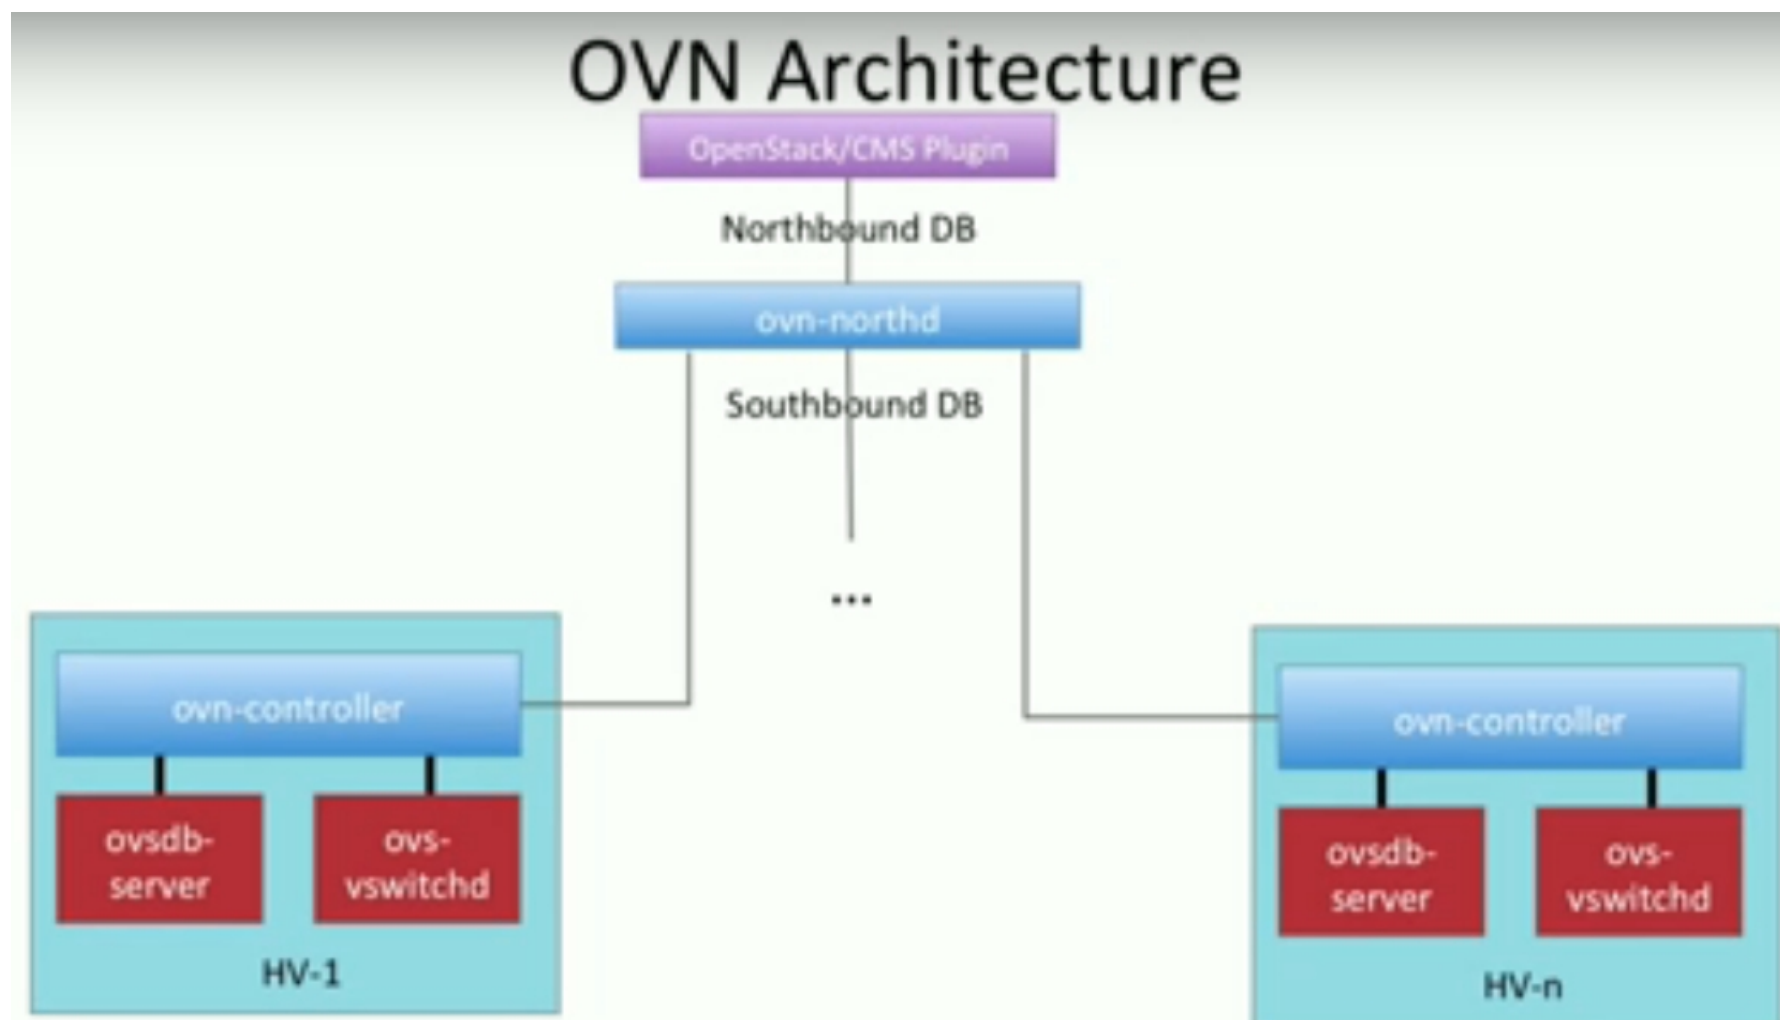 OVN Architecture
OpenStack/CMS Plugin
Northbound DB
ovn-northd
Southbound DB
...
ovn-controller
ovsdb-
server
ovs-
vswitchd
HV-1
ovn-controller
ovsdb-
server
ovs-
vswitchd
HV-n